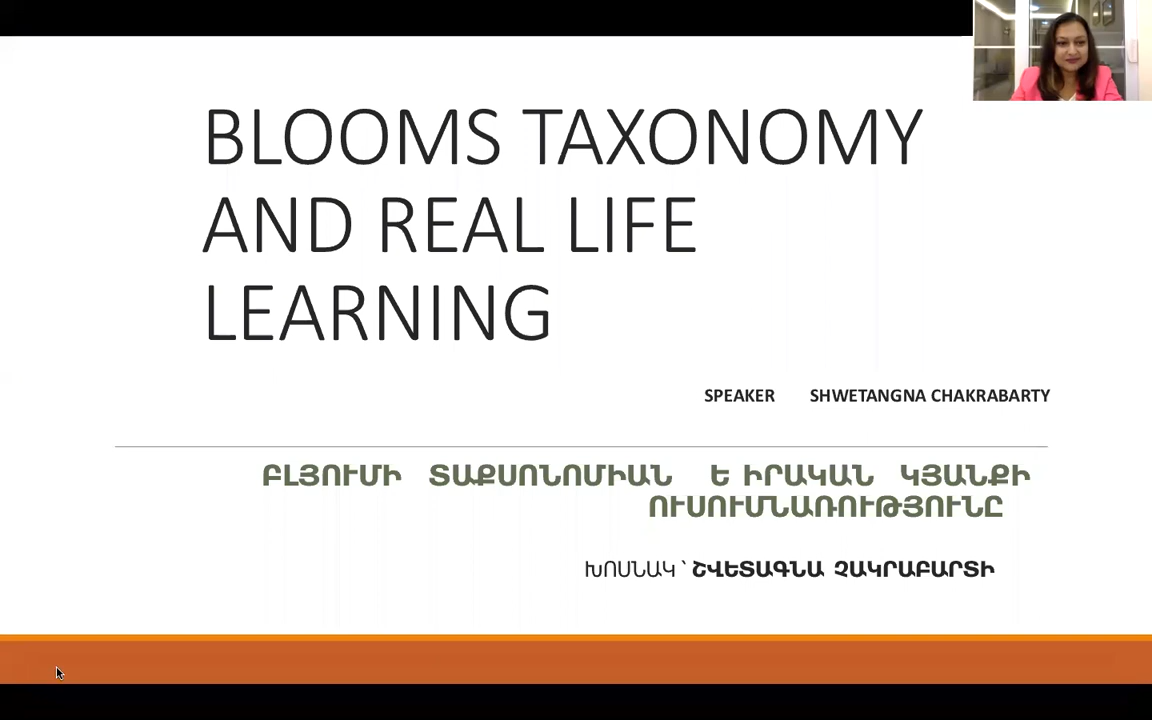 BLOOMS TAXONOMY
AND REAL LIFE
LEARNING
SPEAKER SHWETANGNA CHAKRABARTY
ԲԼՅՈՒՄԻ ՏԱՔՍՈՆՈՄԻԱՆ Ե ԻՐԱԿԱՆ ԿՅԱՆՔԻ
ՈՒՍՈՒՄՆԱՌՈՒԹՅՈՒՆԸ
ԽՈՍՆԱԿ ՝ ՇՎԵՏԱԳՆԱ ՉԱԿՐԱԲԱՐՏԻ